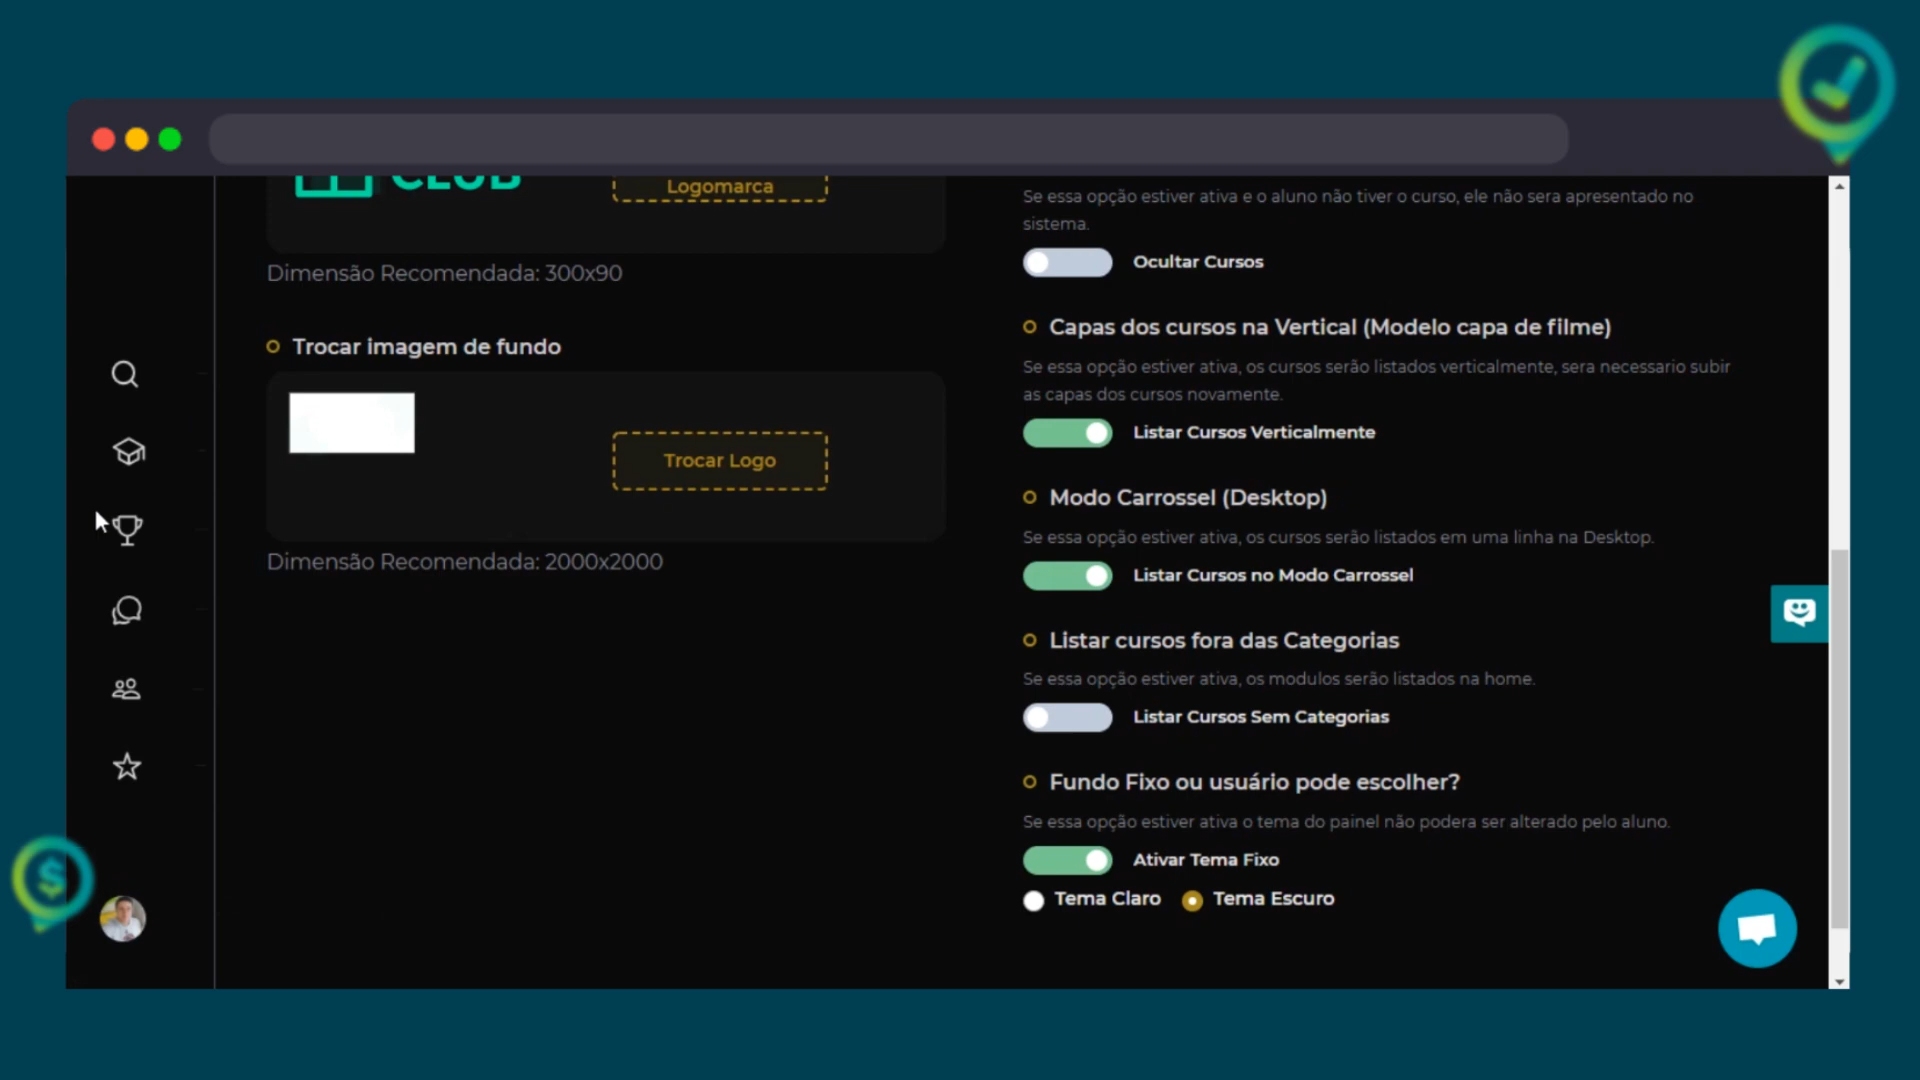 CLUB
Logomarca
Dimensão Recomendada: 300x90
Trocar imagem de fundo
Trocar Logo
Dimensão Recomendada: 2000x2000
Se essa opção estiver ativa e o aluno não tiver o curso, ele não sera apresentado no
sistema.
Ocultar Cursos
Capas dos cursos na Vertical (Modelo capa de filme)
Se essa opção estiver ativa, os cursos serão listados verticalmente, sera necessario subir
as capas dos cursos novamente.
Listar Cursos Verticalmente
Modo Carrossel (Desktop)
Se essa opção estiver ativa, os cursos serão listados em uma linha na Desktop.
Listar Cursos no Modo Carrossel
Listar cursos fora das Categorias
Se essa opção estiver ativa, os modulos serão listados na home.
Listar Cursos Sem Categorias
Fundo Fixo ou usuário pode escolher?
Se essa opção estiver ativa o tema do painel não podera ser alterado pelo aluno.
Ativar Tema Fixo
Tema Claro Tema Escuro
$